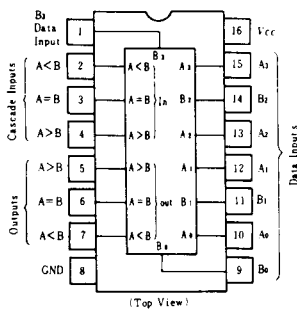 B3
Data
Input
1
16
Vcc
B3
Cascade Inputs
A<B
2
A<B
A3
15
A3
A=B
3
A=B
In
B2
14
B2
A>B
4
A>B
A2
13
A2
Outputs
A>B
5
A>B
A1
12
A1
A=B
6
A=B
out
B1
11
B1
A<B
7
A<B
A0
10
A0
Data Inputs
B0
GND
8
9
B0
(Top View)